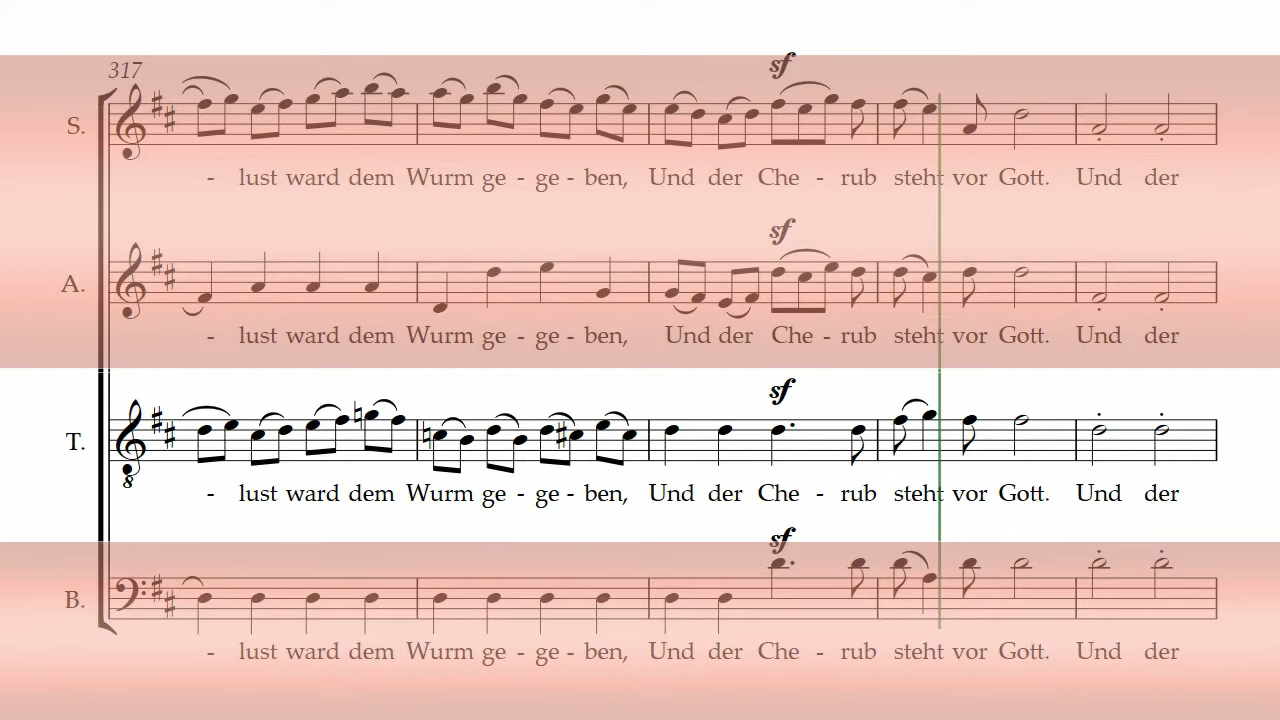 317
sf
S.
- lust ward dem Wurm ge - ge - ben, Und der Che - rub steht vor Gott. Und der
sf
A.
- lust ward dem Wurm ge - ge - ben, Und der Che - rub steht vor Gott. Und der
sf
T.
8
- lust ward dem Wurm ge - ge - ben, Und der Che - rub steht vor Gott. Und der
sf
B.
- lust ward dem Wurm ge - ge - ben, Und der Che - rub steht vor Gott. Und der